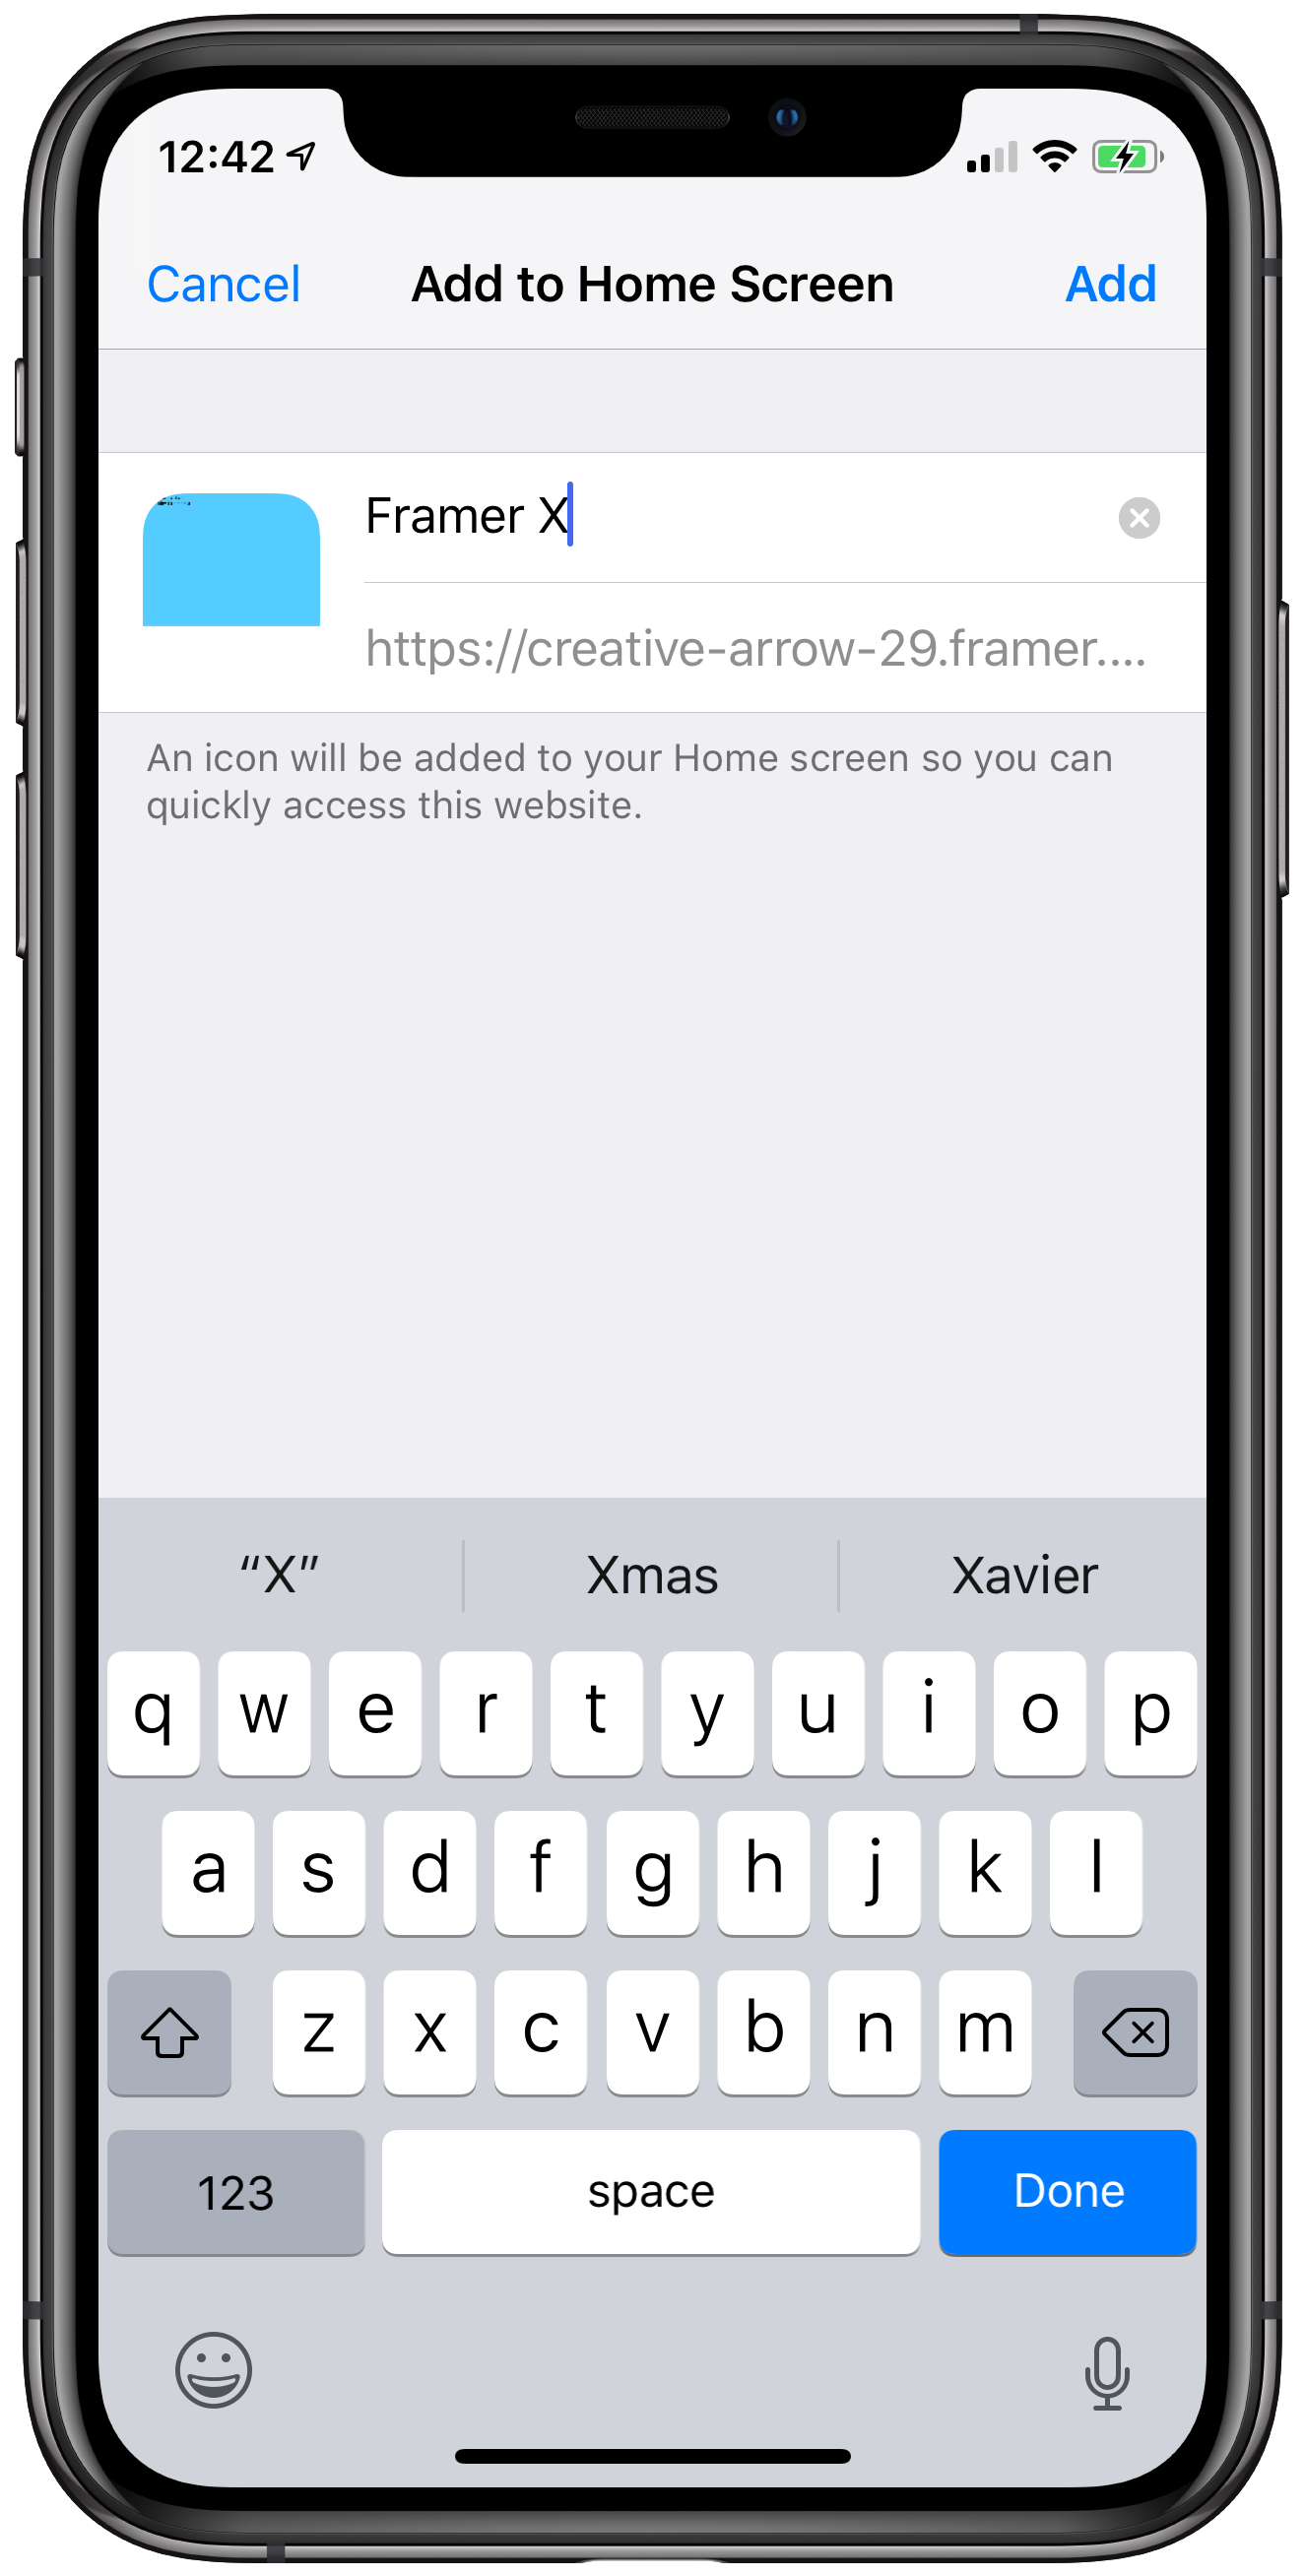 12:42
Cancel Add to Home Screen Add
Framer X
https://creative-arrow-29.framer....
An icon will be added to your Home screen so you can
quickly access this website.
“X” Xmas Xavier
q w e r t y u i o p
a s d f g h j k l
z x c v b n m
123 space Done